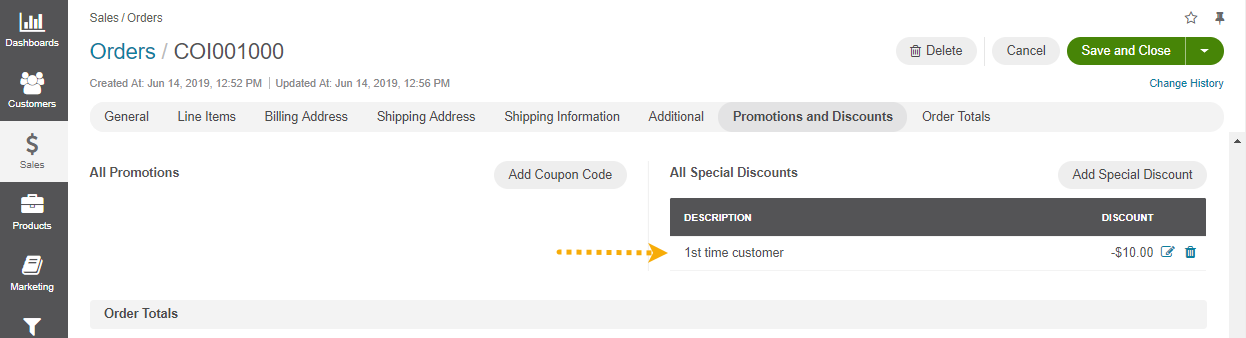 Dashboards
Customers
Sales
Products
Marketing
Sales / Orders
Orders / COI001000
Delete
Cancel
Save and Close
Created At: Jun 14, 2019, 12:52 PM | Updated At: Jun 14, 2019, 12:56 PM
Change History
General Line Items Billing Address Shipping Address Shipping Information Additional Promotions and Discounts Order Totals
All Promotions
Add Coupon Code
All Special Discounts
Add Special Discount
DESCRIPTION DISCOUNT
1st time customer -$10.00
Order Totals